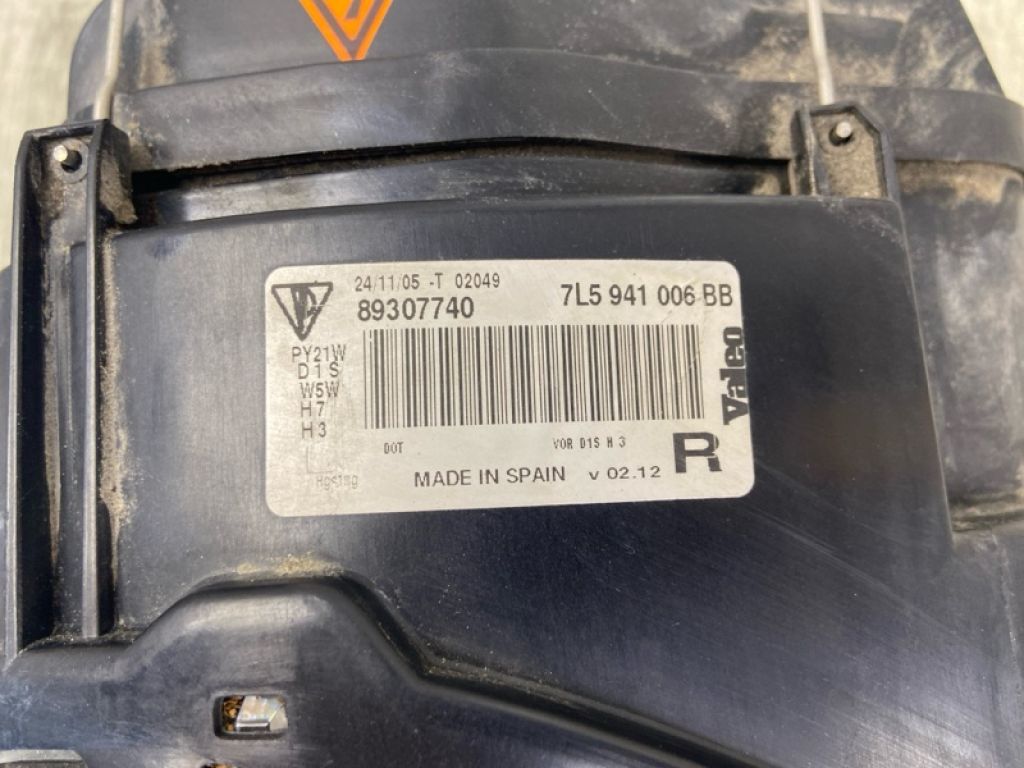 24/11/05 -T 02049
89307740 7L5 941 006 BB
PY21W
D1S
W5W
H7
H3
Valeo
DOT VOR D1S H 3
R
MADE IN SPAIN v 02.12